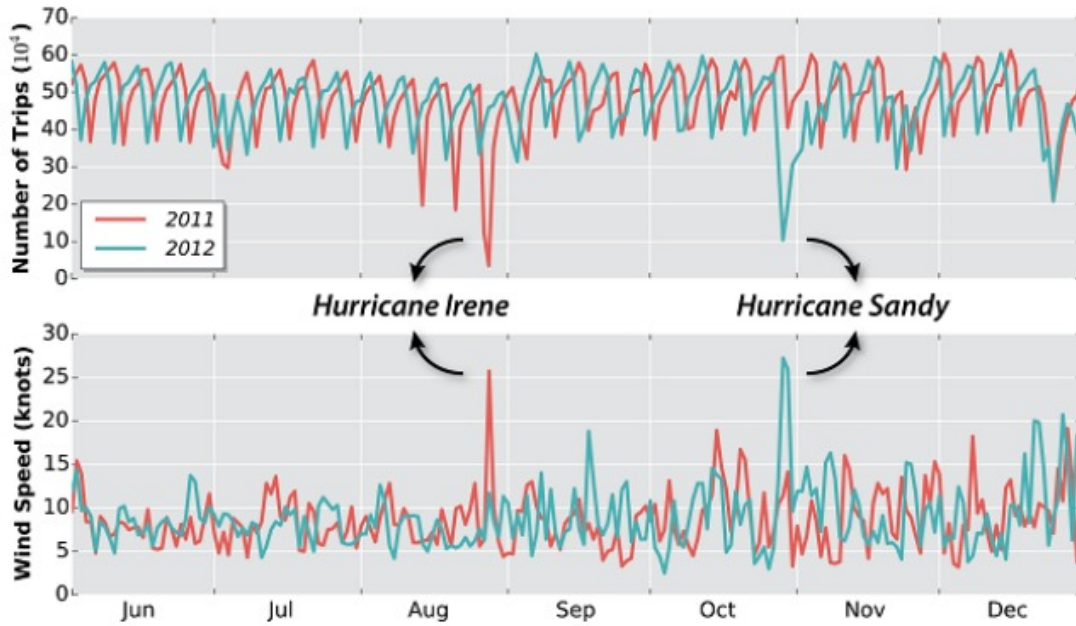 Number of Trips (10⁴)
70
60
50
40
30
20
10
0
2011
2012
Hurricane Irene
Hurricane Sandy
Wind Speed (knots)
30
25
20
15
10
5
0
Jun
Jul
Aug
Sep
Oct
Nov
Dec